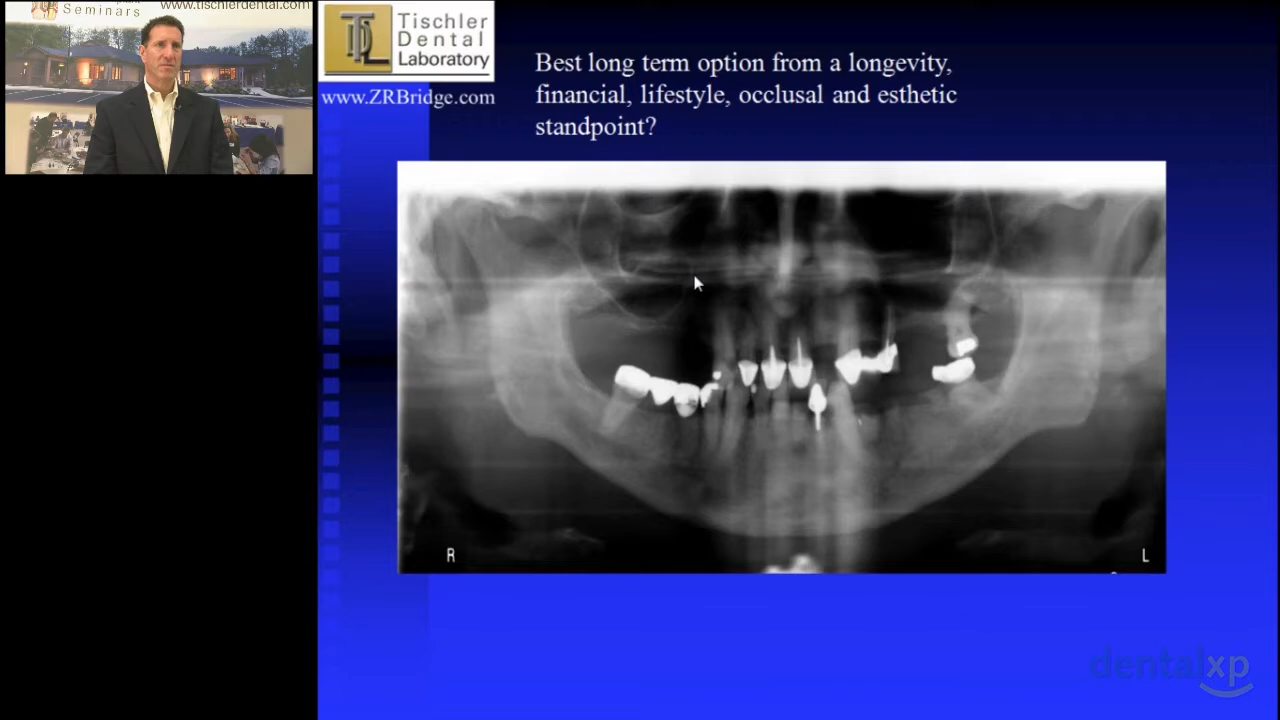 Seminars
www.tischlerdental.com
TDL
Tischler
Dental
Laboratory
www.ZRBridge.com
Best long term option from a longevity,
financial, lifestyle, occlusal and esthetic
standpoint?
R
L
dentalxp